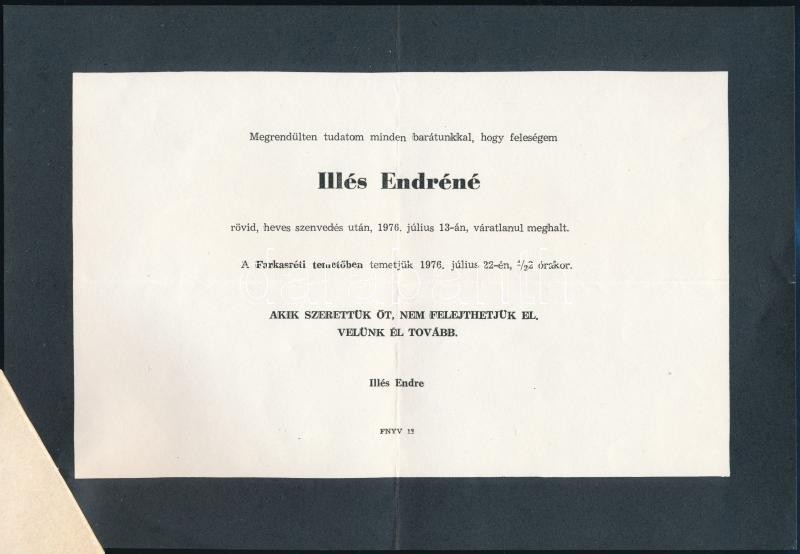 Megrendülten tudatom minden barátunkkal, hogy feleségem
Illés Endréné
rövid, heves szenvedés után, 1976. július 13-án, váratlanul meghalt.
A Farkasréti temetőben temetjük 1976. július 22-én, 1/22 órakor.
AKIK SZERETTÜK ŐT, NEM FELEJTHETJÜK EL.
VELÜNK ÉL TOVÁBB.
Illés Endre
FNYV 12